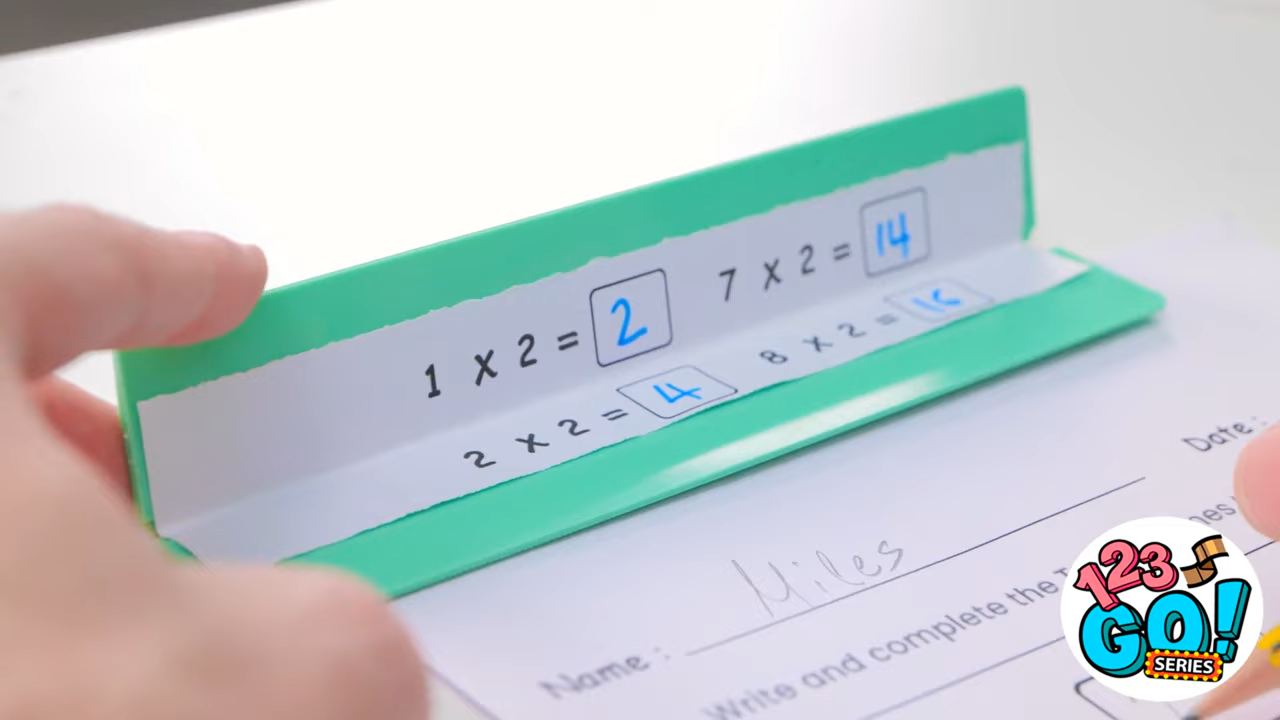 1 X 2 = 2
7 X 2 = 14
2 X 2 = 4
8 X 2 = 16
Name: Miles
Date:
Write and complete the
123
GO!
SERIES